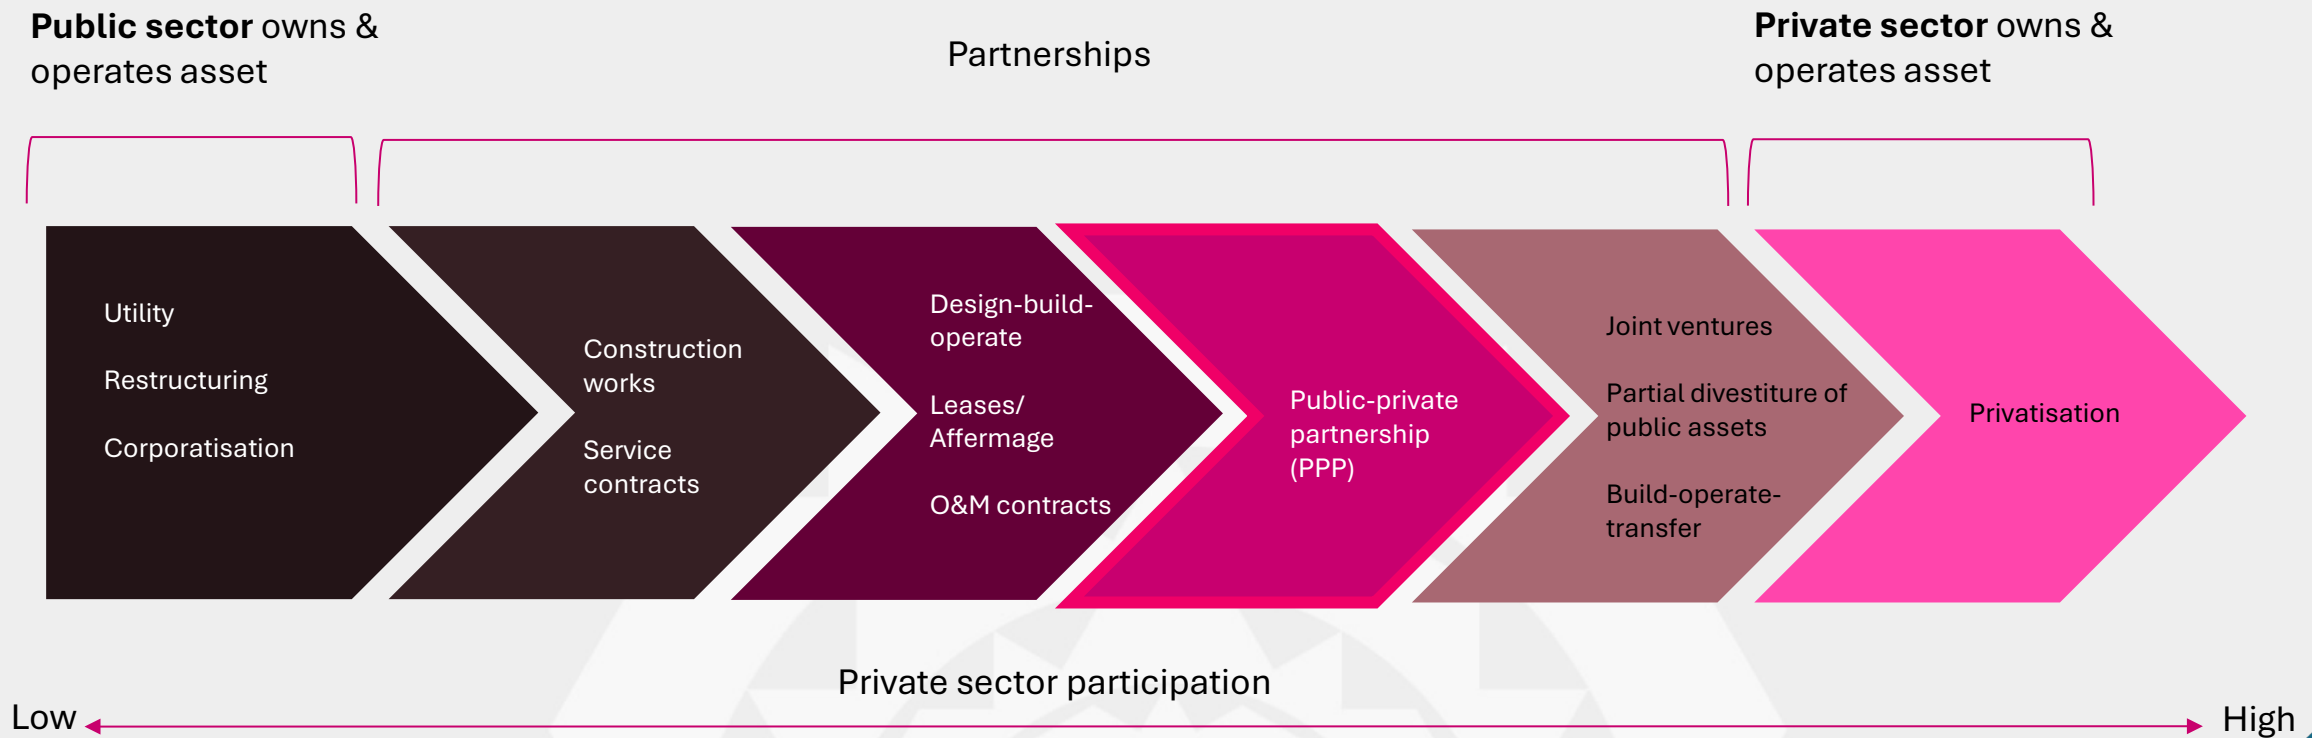 Public sector owns &
operates asset
Partnerships
Private sector owns &
operates asset
Utility
Restructuring
Corporatisation
Construction
works
Service
contracts
Design-build-
operate
Leases/
Affermage
O&M contracts
Public-private
partnership
(PPP)
Joint ventures
Partial divestiture of
public assets
Build-operate-
transfer
Privatisation
Private sector participation
Low
High